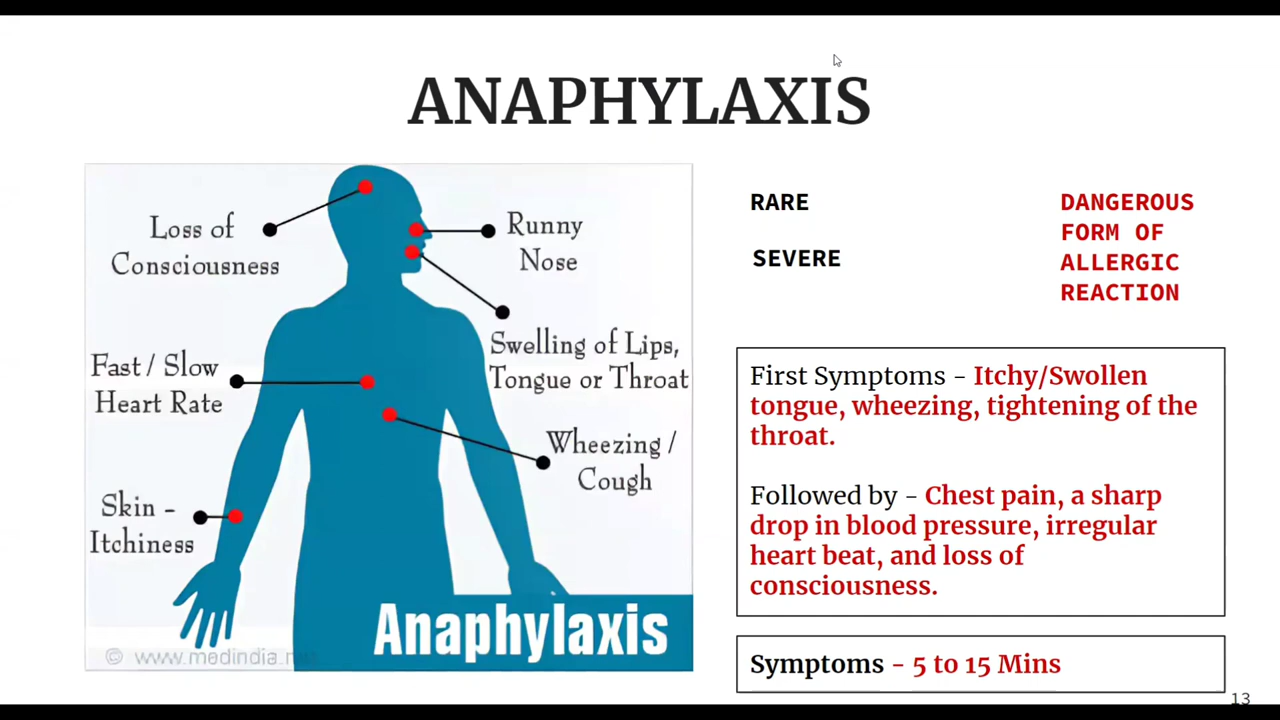 ANAPHYLAXIS
Loss of
Consciousness
Runny
Nose
Swelling of Lips,
Tongue or Throat
Fast / Slow
Heart Rate
Wheezing /
Cough
Skin -
Itchiness
Anaphylaxis
© www.medindia.net
RARE
SEVERE
DANGEROUS
FORM OF
ALLERGIC
REACTION
First Symptoms - Itchy/Swollen
tongue, wheezing, tightening of the
throat.
Followed by - Chest pain, a sharp
drop in blood pressure, irregular
heart beat, and loss of
consciousness.
Symptoms - 5 to 15 Mins
13